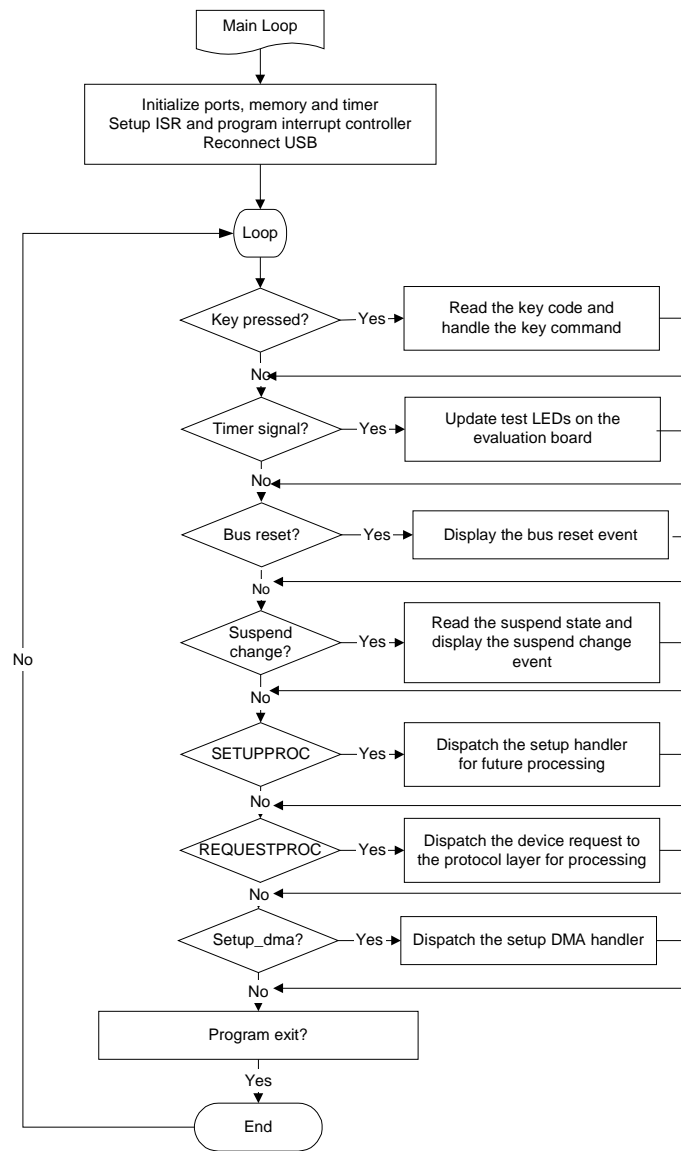 Main Loop
Initialize ports, memory and timer
Setup ISR and program interrupt controller
Reconnect USB
Loop
Key pressed?
Yes
Read the key code and
handle the key command
No
Timer signal?
Yes
Update test LEDs on the
evaluation board
No
Bus reset?
Yes
Display the bus reset event
No
Suspend
change?
Yes
Read the suspend state and
display the suspend change
event
No
No
SETUPPROC
Yes
Dispatch the setup handler
for future processing
No
REQUESTPROC
Yes
Dispatch the device request to
the protocol layer for processing
No
Setup_dma?
Yes
Dispatch the setup DMA handler
No
Program exit?
Yes
End